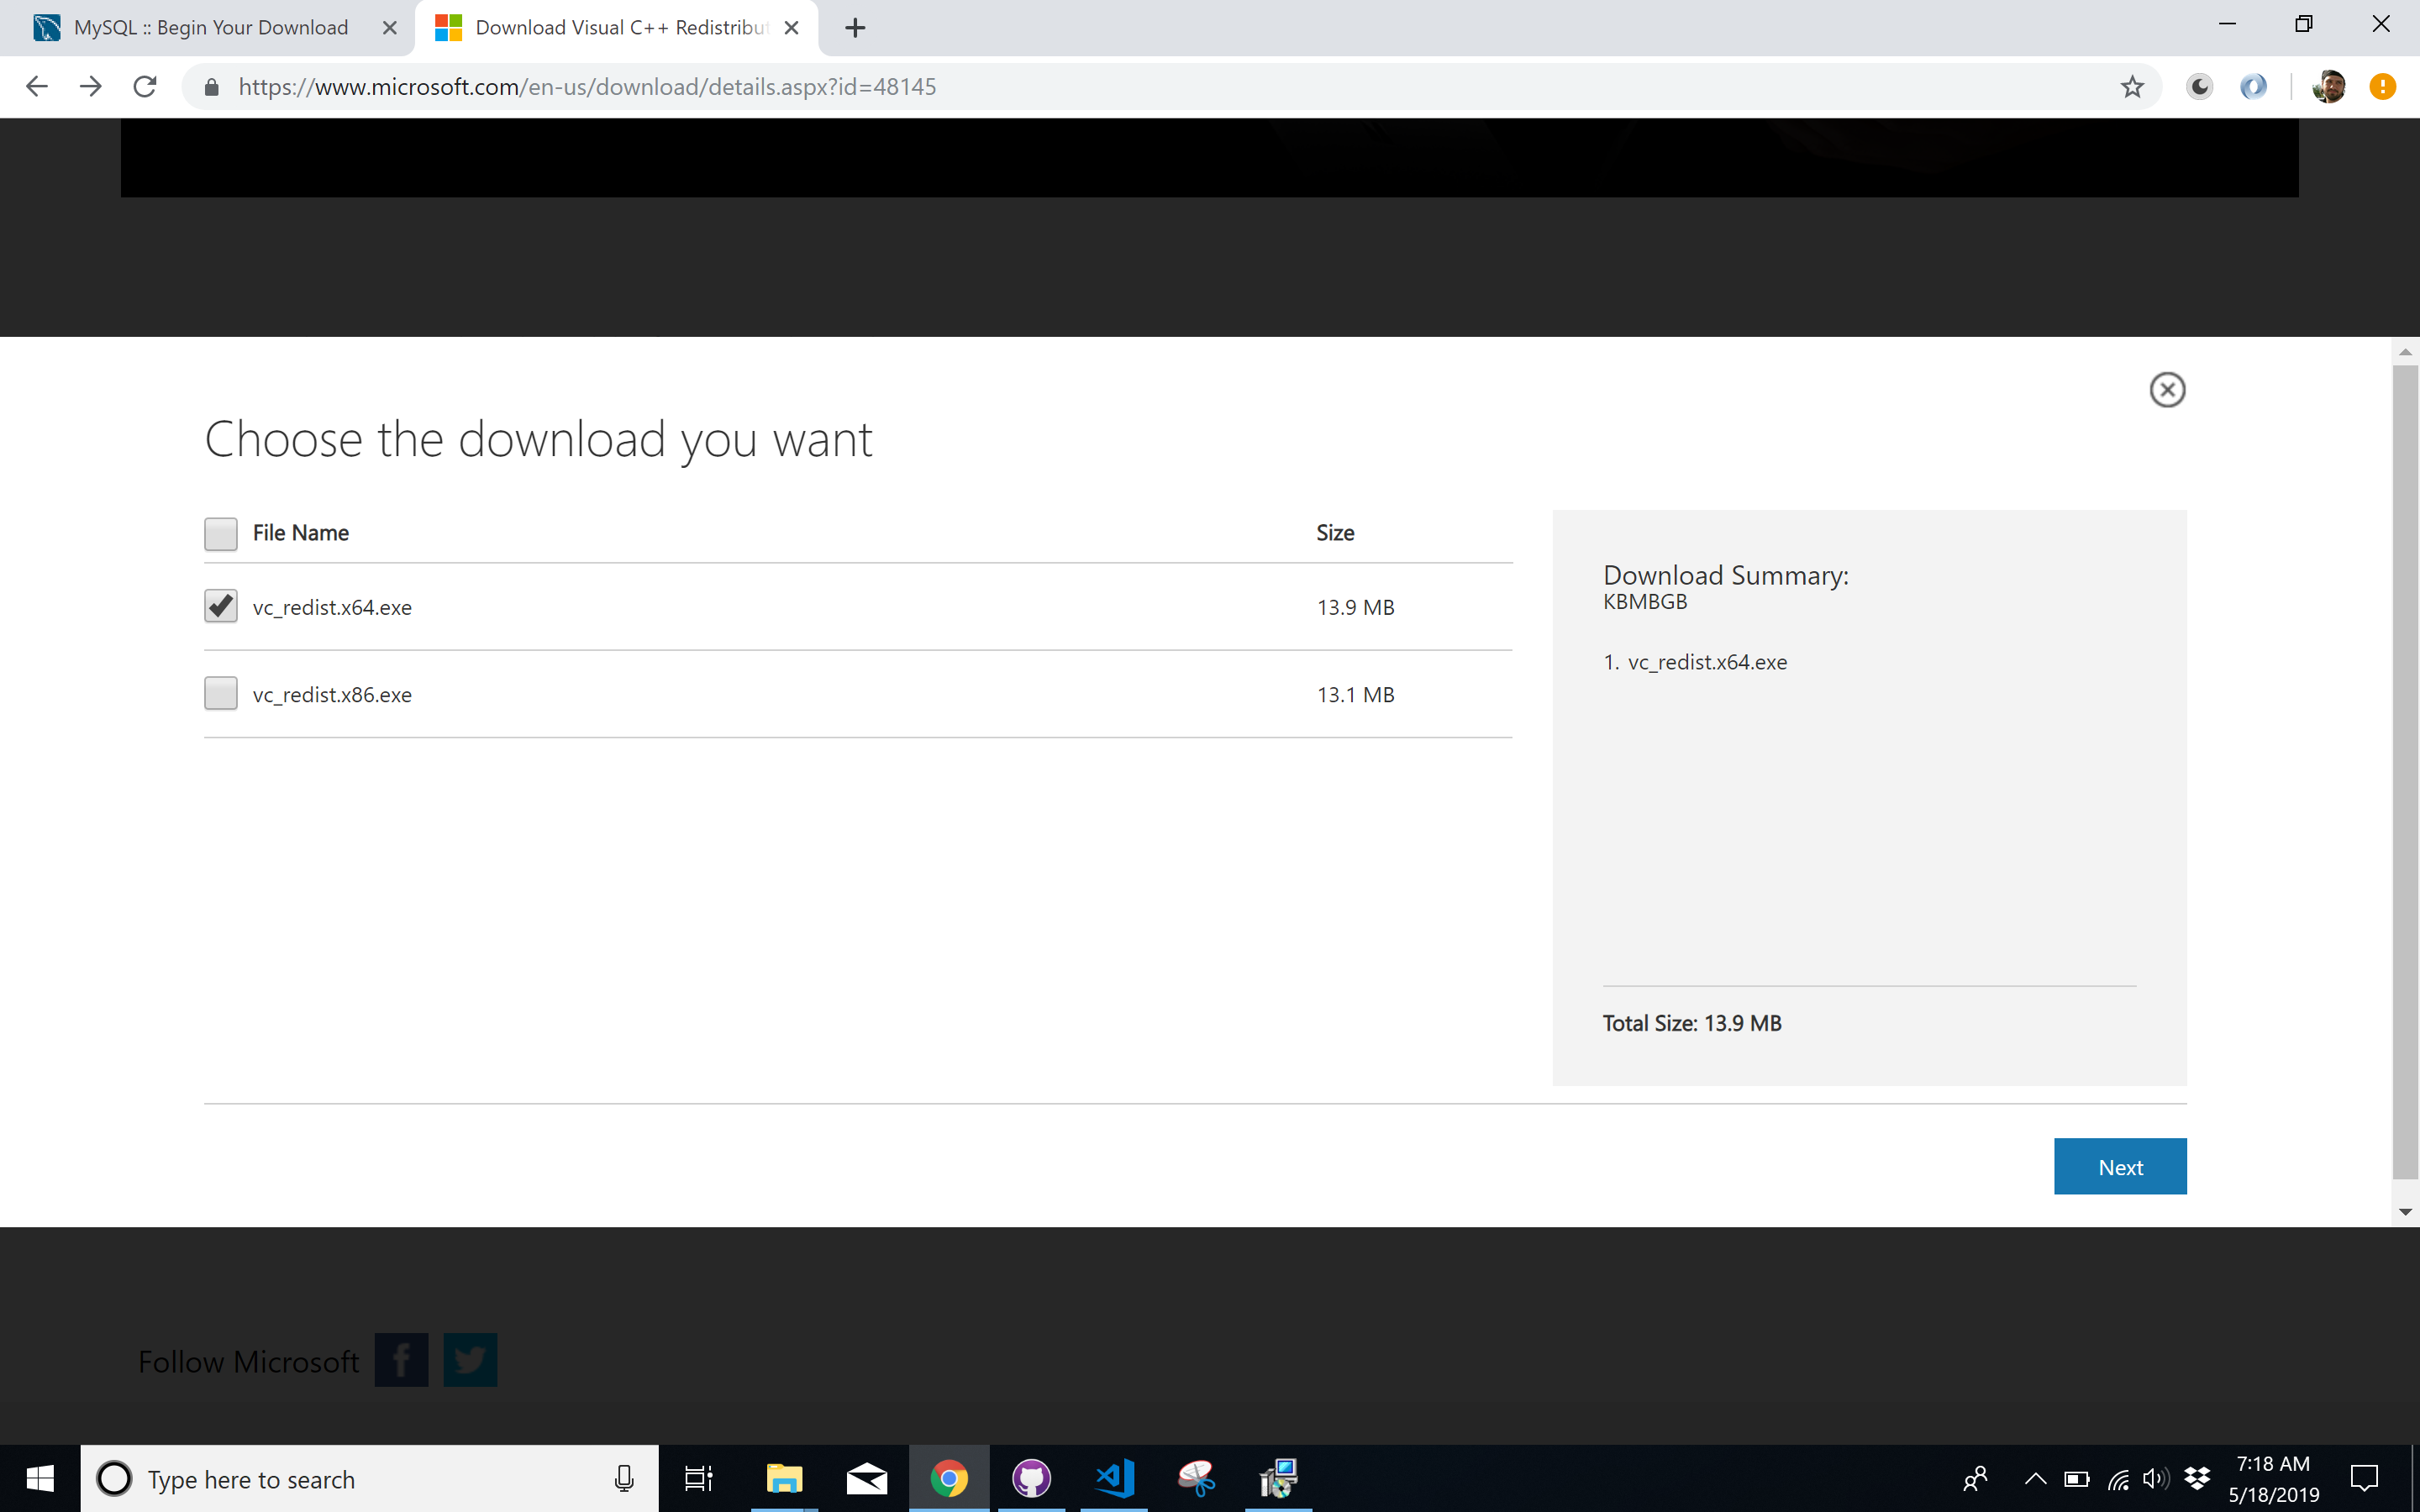 MySQL :: Begin Your Download
Download Visual C++ Redistribut
https://www.microsoft.com/en-us/download/details.aspx?id=48145
Choose the download you want
File Name Size
vc_redist.x64.exe 13.9 MB
vc_redist.x86.exe 13.1 MB
Download Summary:
KBMBGB
1. vc_redist.x64.exe
Total Size: 13.9 MB
Next
Follow Microsoft
Type here to search
7:18 AM
5/18/2019